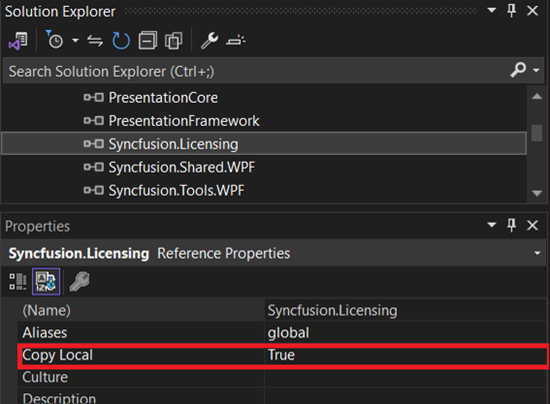 Solution Explorer
Search Solution Explorer (Ctrl+;)
PresentationCore
PresentationFramework
Syncfusion.Licensing
Syncfusion.Shared.WPF
Syncfusion.Tools.WPF
Properties
Syncfusion.Licensing Reference Properties
(Name) Syncfusion.Licensing
Aliases global
Copy Local True
Culture
Description